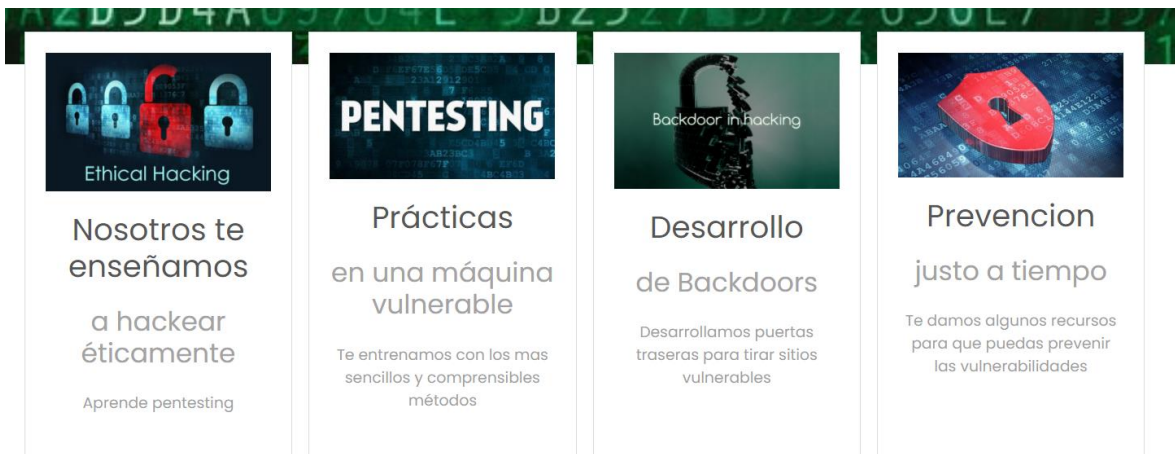 Ethical Hacking
Nosotros te
enseñamos
a hackear
éticamente
Aprende pentesting
PENTESTING
Prácticas
en una máquina
vulnerable
Te entrenamos con los mas
sencillos y comprensibles
métodos
Backdoor in hacking
Desarrollo
de Backdoors
Desarrollamos puertas
traseras para tirar sitios
vulnerables
Prevencion
justo a tiempo
Te damos algunos recursos
para que puedas prevenir
las vulnerabilidades